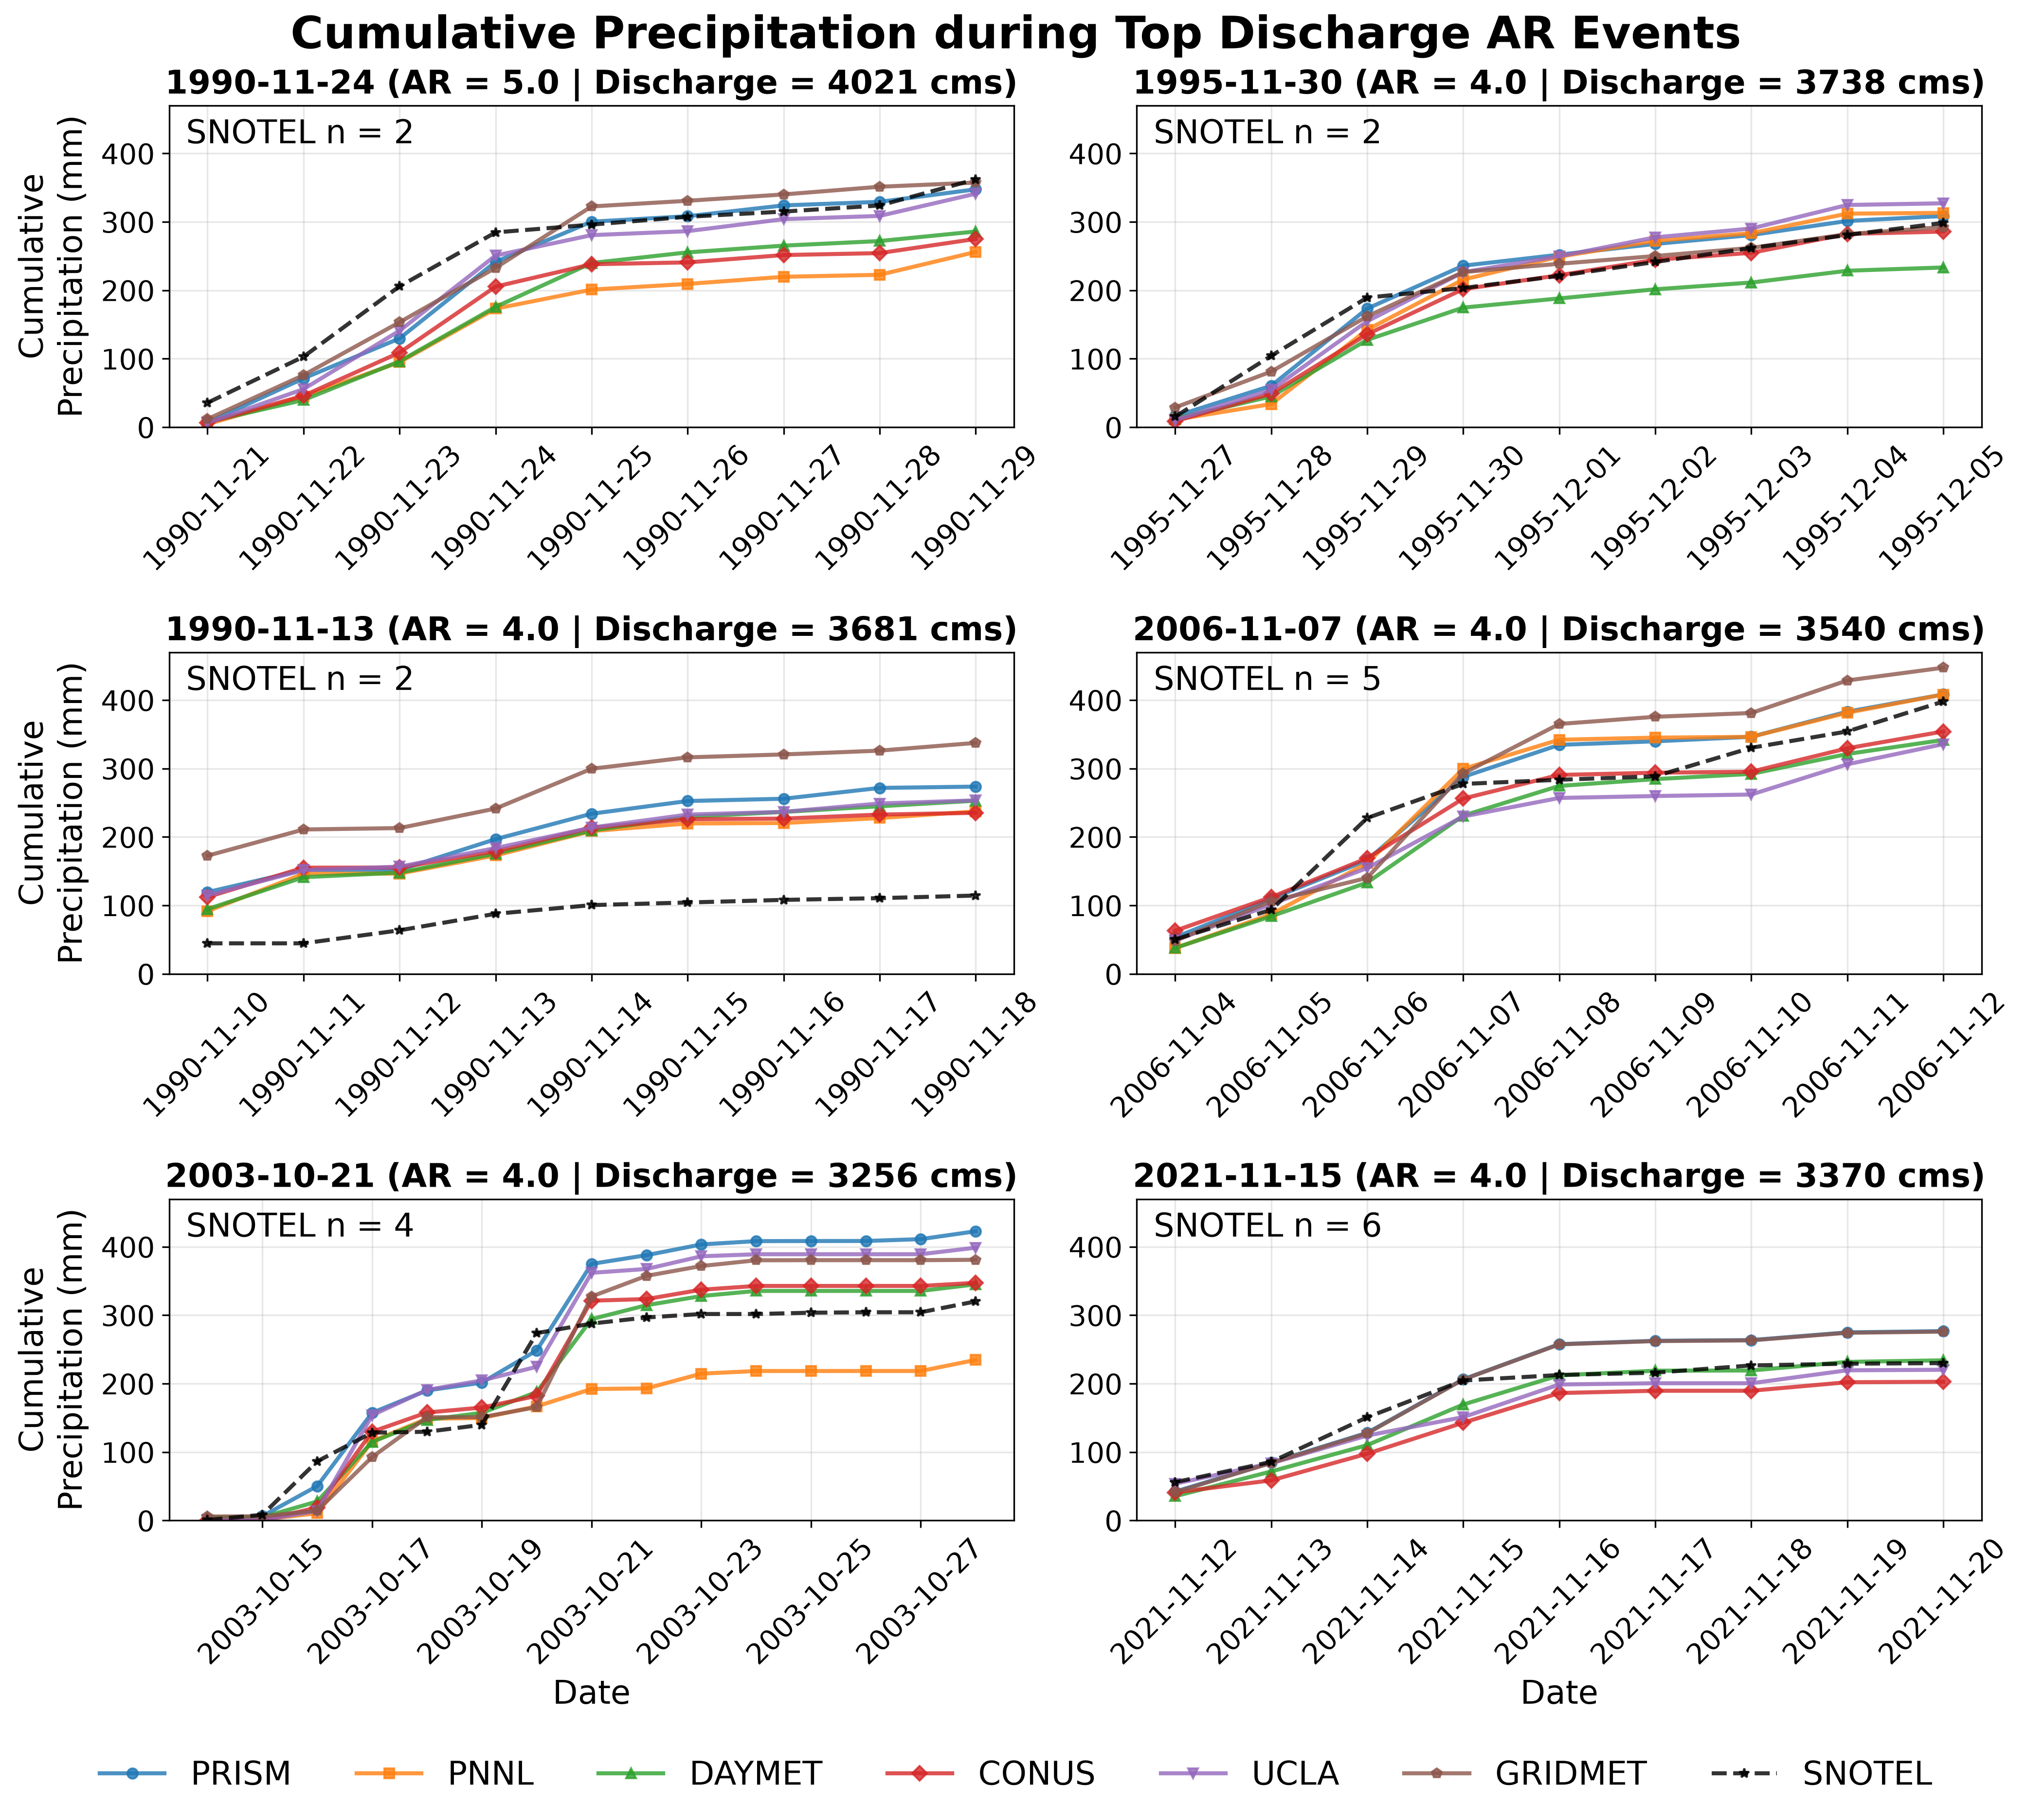 Cumulative Precipitation during Top Discharge AR Events
1990-11-24 (AR = 5.0 | Discharge = 4021 cms)
SNOTEL n = 2
Cumulative
Precipitation (mm)
400
300
200
100
0
1990-11-21
1990-11-22
1990-11-23
1990-11-24
1990-11-25
1990-11-26
1990-11-27
1990-11-28
1990-11-29
1995-11-30 (AR = 4.0 | Discharge = 3738 cms)
SNOTEL n = 2
400
300
200
100
0
1995-11-27
1995-11-28
1995-11-29
1995-11-30
1995-12-01
1995-12-02
1995-12-03
1995-12-04
1995-12-05
1990-11-13 (AR = 4.0 | Discharge = 3681 cms)
SNOTEL n = 2
Cumulative
Precipitation (mm)
400
300
200
100
0
1990-11-10
1990-11-11
1990-11-12
1990-11-13
1990-11-14
1990-11-15
1990-11-16
1990-11-17
1990-11-18
2006-11-07 (AR = 4.0 | Discharge = 3540 cms)
SNOTEL n = 5
400
300
200
100
0
2006-11-04
2006-11-05
2006-11-06
2006-11-07
2006-11-08
2006-11-09
2006-11-10
2006-11-11
2006-11-12
2003-10-21 (AR = 4.0 | Discharge = 3256 cms)
SNOTEL n = 4
Cumulative
Precipitation (mm)
400
300
200
100
0
2003-10-15
2003-10-17
2003-10-19
2003-10-21
2003-10-23
2003-10-25
2003-10-27
Date
2021-11-15 (AR = 4.0 | Discharge = 3370 cms)
SNOTEL n = 6
400
300
200
100
0
2021-11-12
2021-11-13
2021-11-14
2021-11-15
2021-11-16
2021-11-17
2021-11-18
2021-11-19
2021-11-20
Date
PRISM
PNNL
DAYMET
CONUS
UCLA
GRIDMET
SNOTEL